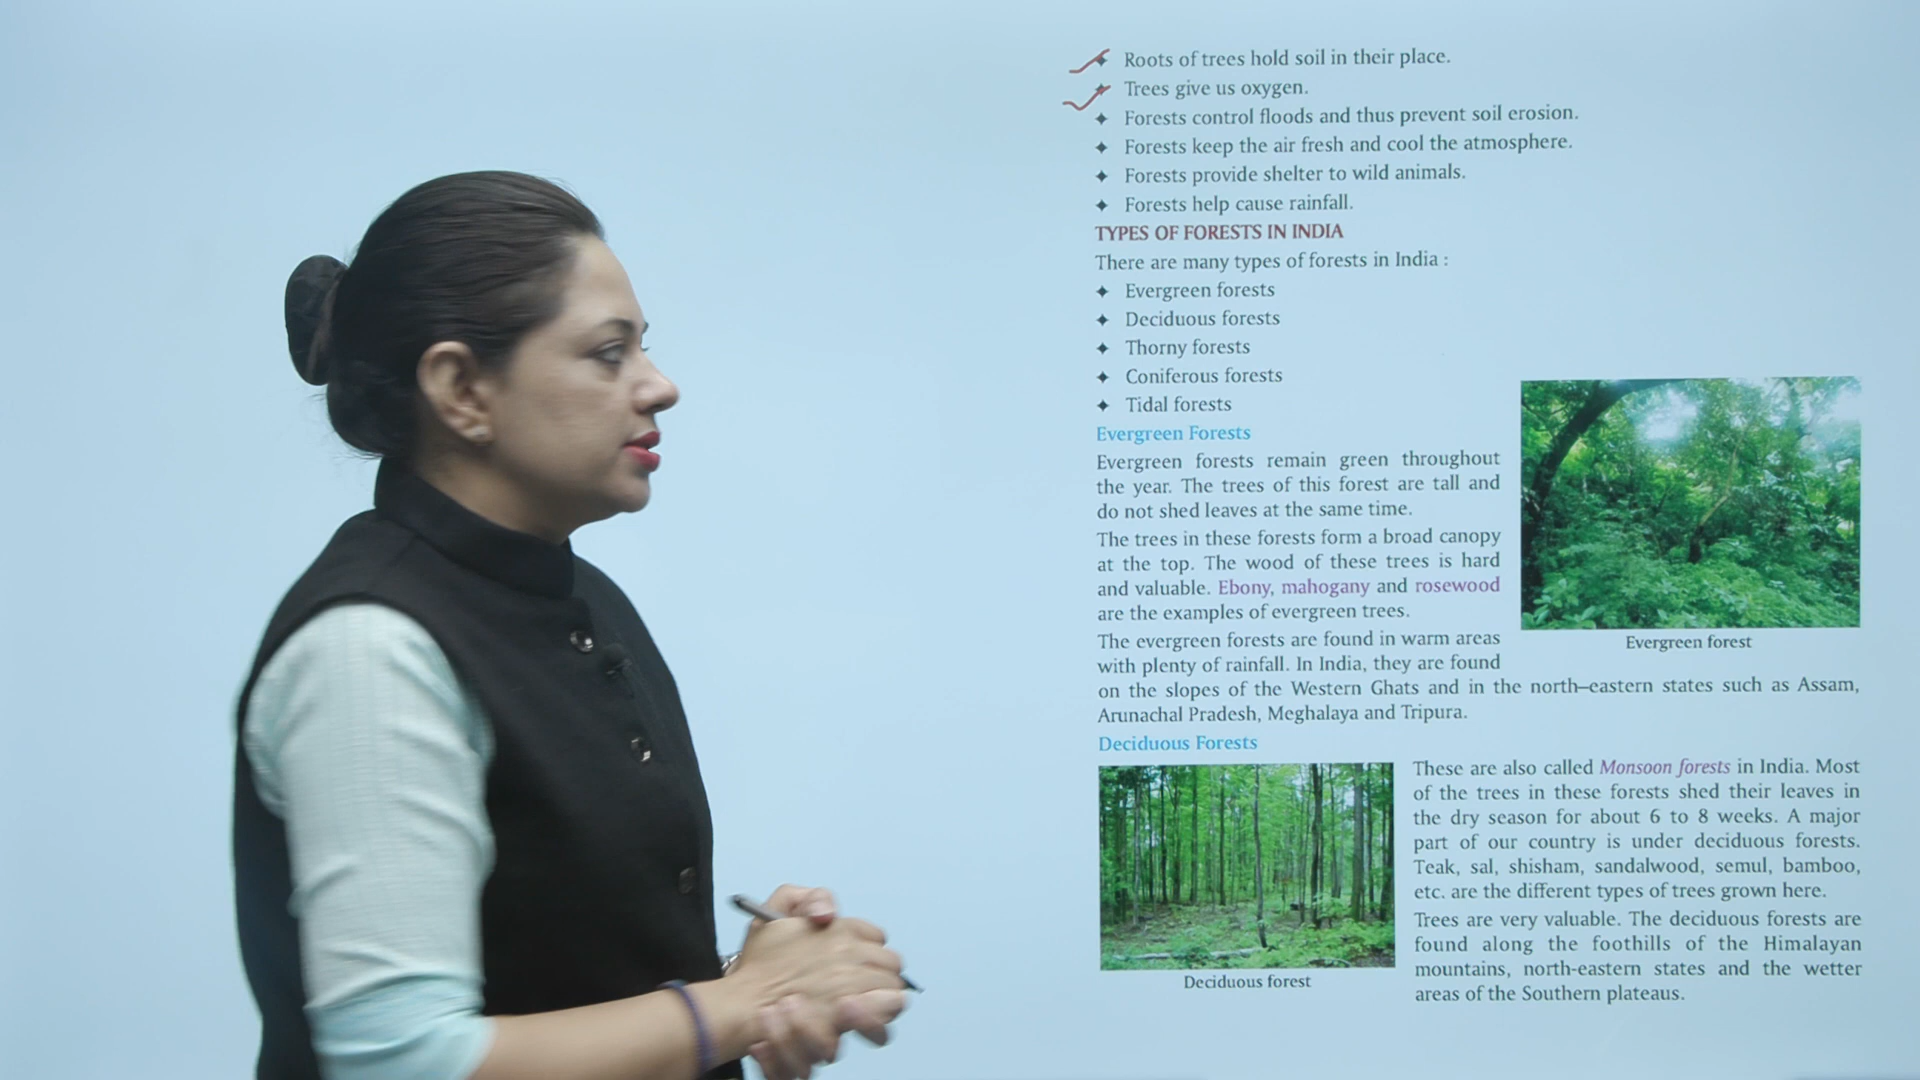 ✦ Roots of trees hold soil in their place.
✦ Trees give us oxygen.
✦ Forests control floods and thus prevent soil erosion.
✦ Forests keep the air fresh and cool the atmosphere.
✦ Forests provide shelter to wild animals.
✦ Forests help cause rainfall.
TYPES OF FORESTS IN INDIA
There are many types of forests in India :
✦ Evergreen forests
✦ Deciduous forests
✦ Thorny forests
✦ Coniferous forests
✦ Tidal forests
Evergreen Forests
Evergreen forests remain green throughout
the year. The trees of this forest are tall and
do not shed leaves at the same time.
The trees in these forests form a broad canopy
at the top. The wood of these trees is hard
and valuable. Ebony, mahogany and rosewood
are the examples of evergreen trees.
Evergreen forest
The evergreen forests are found in warm areas
with plenty of rainfall. In India, they are found
on the slopes of the Western Ghats and in the north–eastern states such as Assam,
Arunachal Pradesh, Meghalaya and Tripura.
Deciduous Forests
Deciduous forest
These are also called Monsoon forests in India. Most
of the trees in these forests shed their leaves in
the dry season for about 6 to 8 weeks. A major
part of our country is under deciduous forests.
Teak, sal, shisham, sandalwood, semul, bamboo,
etc. are the different types of trees grown here.
Trees are very valuable. The deciduous forests are
found along the foothills of the Himalayan
mountains, north-eastern states and the wetter
areas of the Southern plateaus.